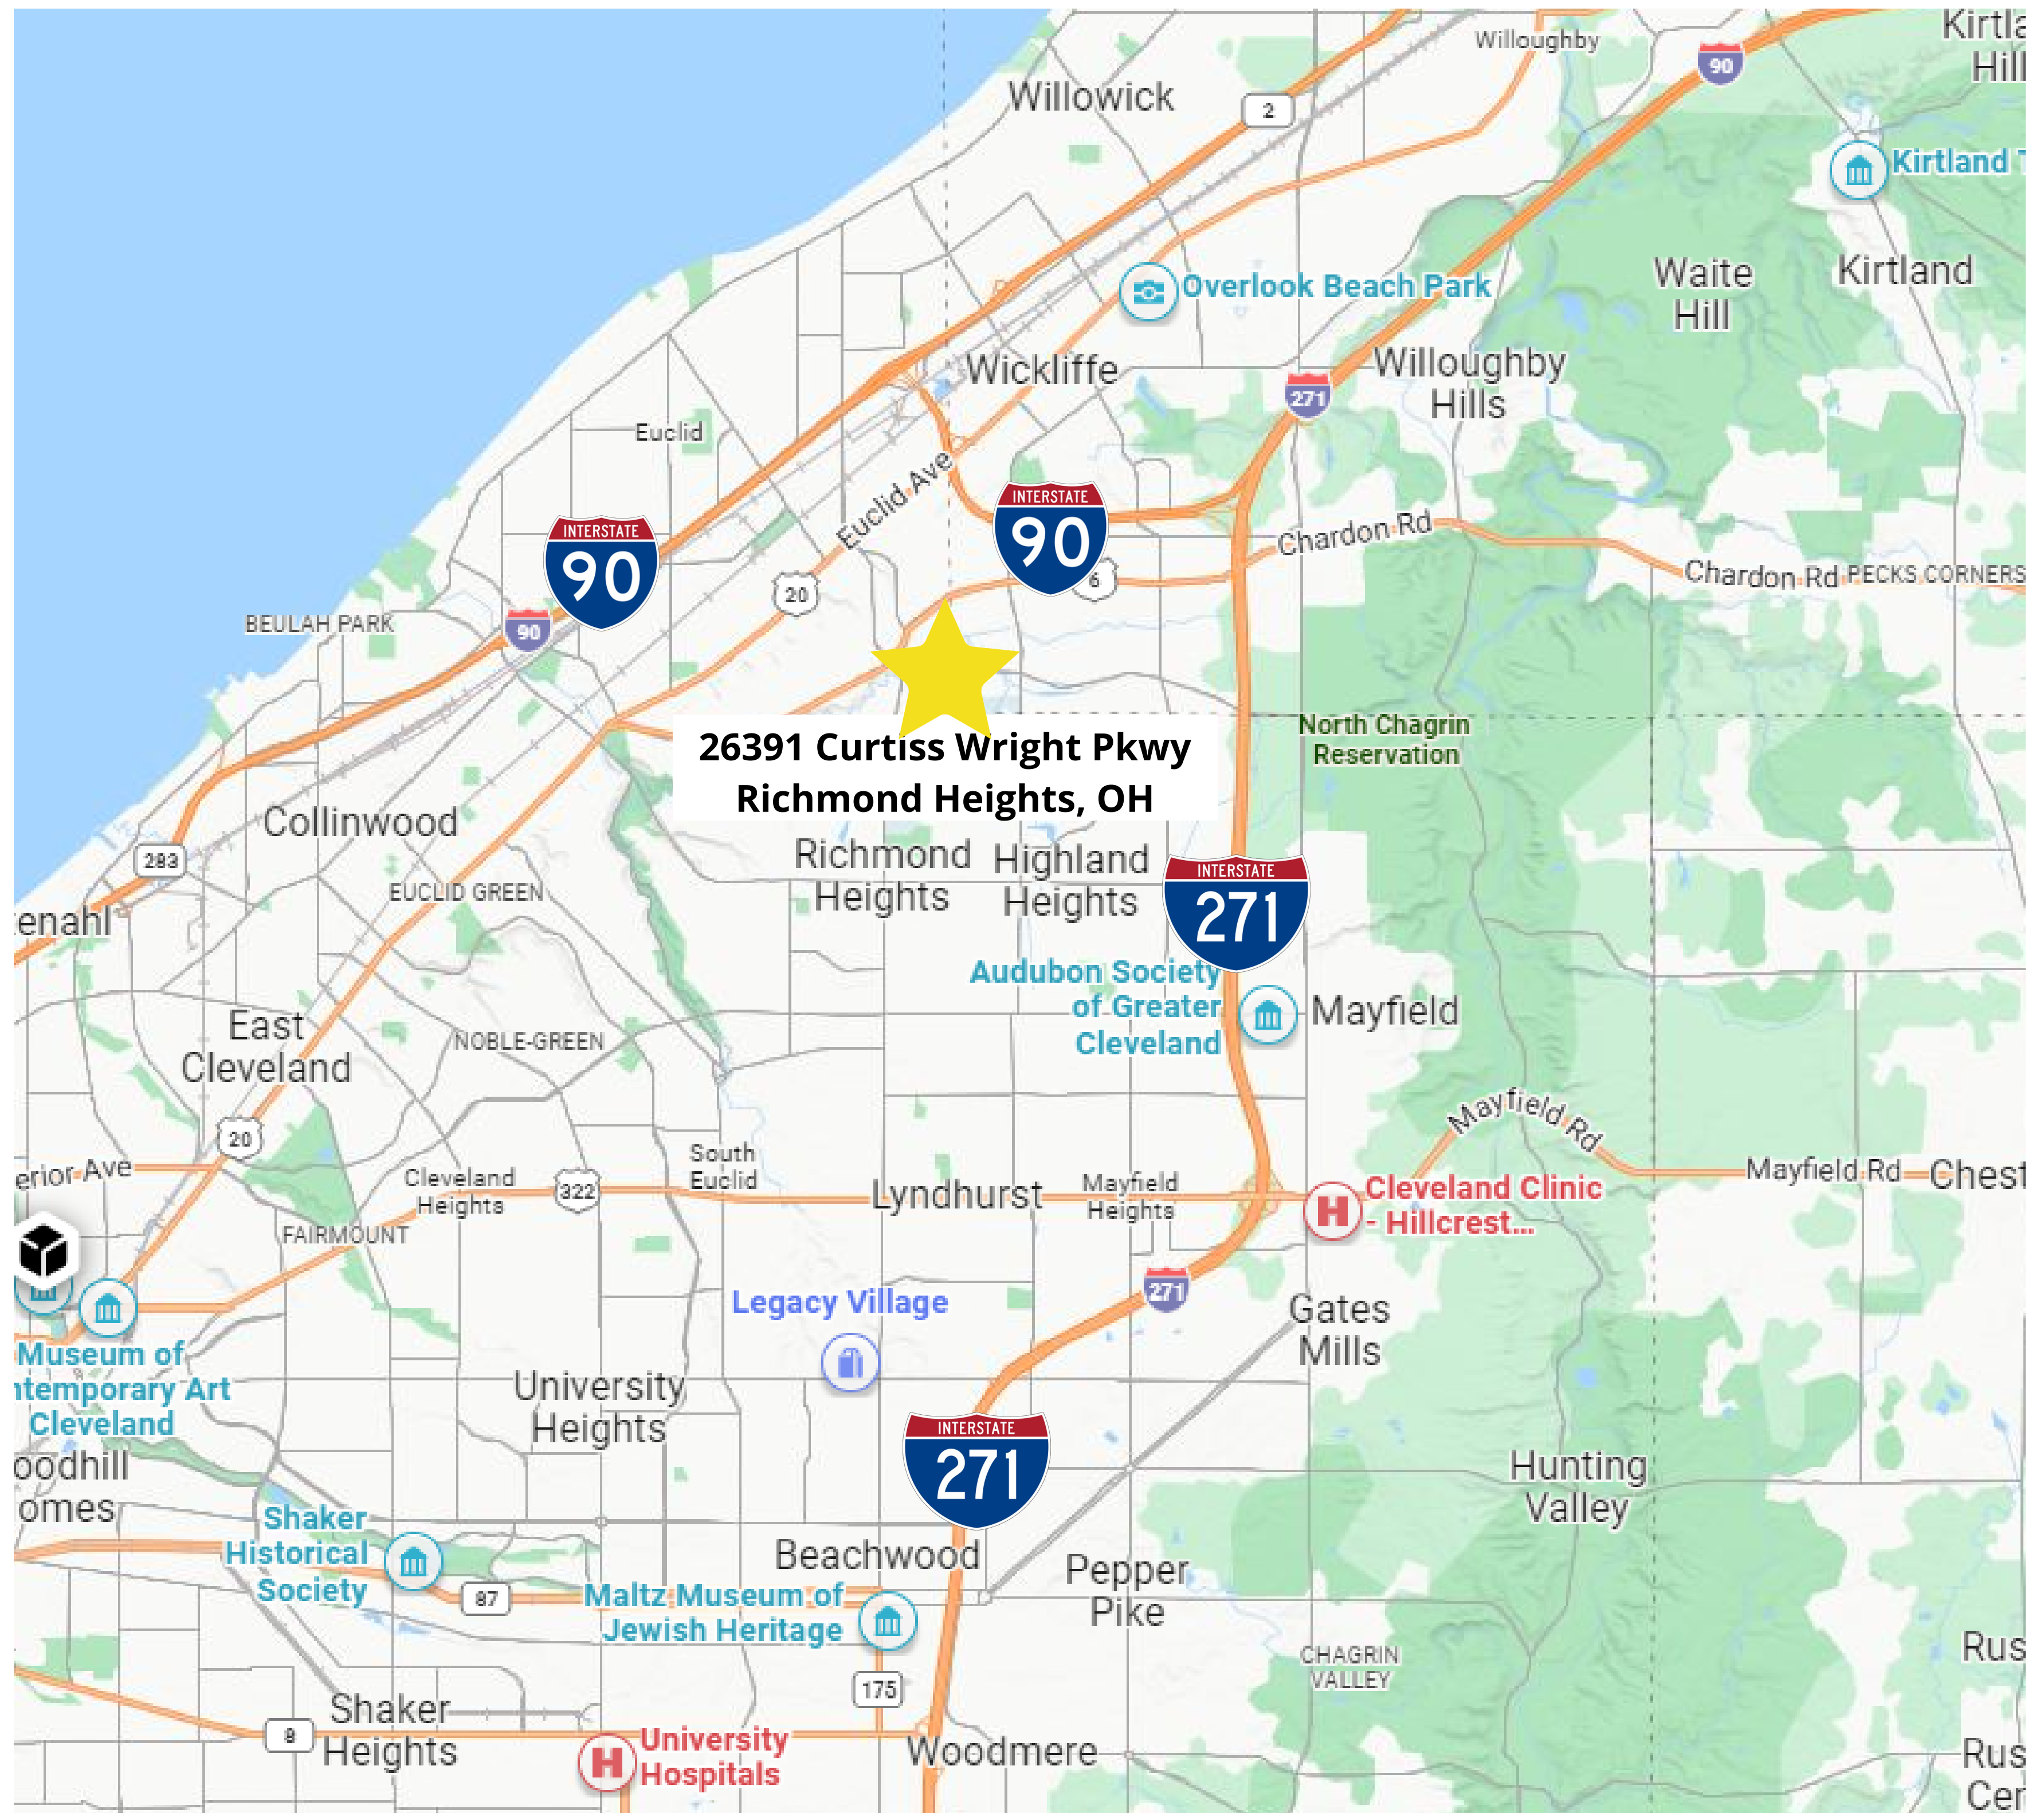 Kirtla
Hill
Willoughby
90
Willowick
2
Kirtland T
Waite
Hill
Kirtland
Overlook Beach Park
Wickliffe
Willoughby
Hills
271
Euclid
Euclid Ave
INTERSTATE
90
INTERSTATE
90
Chardon Rd
Chardon Rd
PECKS CORNERS
6
20
BEULAH PARK
90
26391 Curtiss Wright Pkwy
Richmond Heights, OH
North Chagrin
Reservation
Collinwood
283
Richmond
Heights
Highland
Heights
INTERSTATE
271
EUCLID GREEN
enahl
Audubon Society
of Greater
Cleveland
Mayfield
East
Cleveland
NOBLE-GREEN
20
Mayfield Rd
erior Ave
Cleveland
Heights
322
South
Euclid
Lyndhurst
Mayfield
Heights
Cleveland Clinic
- Hillcrest...
H
Mayfield Rd
Chest
FAIRMOUNT
271
Legacy Village
Gates
Mills
Museum of
ntemporary Art
Cleveland
University
Heights
INTERSTATE
271
oodhill
omes
Hunting
Valley
Shaker
Historical
Society
87
Beachwood
Maltz Museum of
Jewish Heritage
Pepper
Pike
CHAGRIN
VALLEY
Rus
175
Shaker
Heights
8
H
University
Hospitals
Woodmere
Rus
Cer